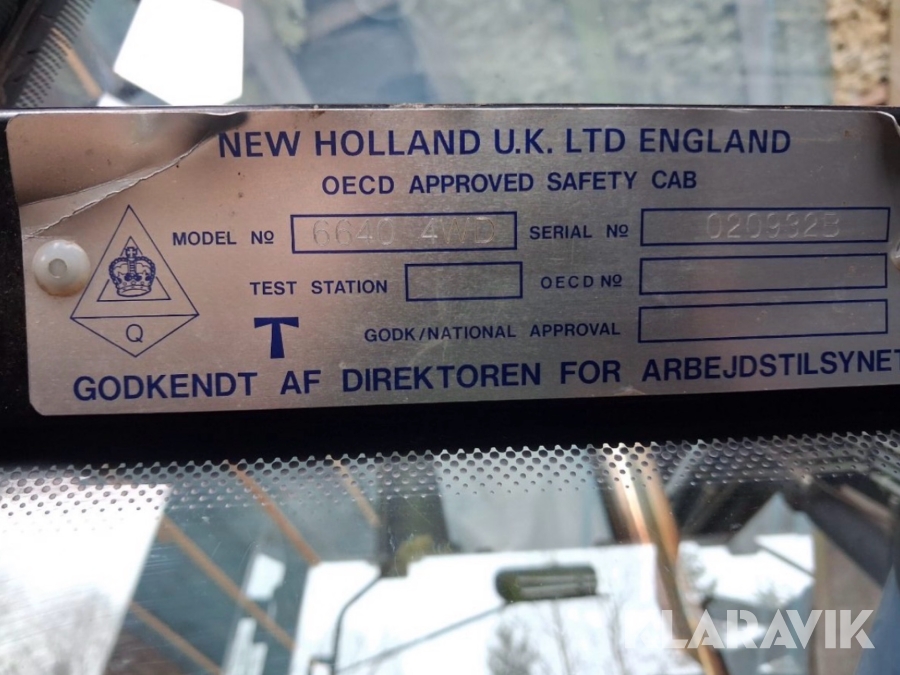 NEW HOLLAND U.K. LTD ENGLAND
OECD APPROVED SAFETY CAB
MODEL Nº 6640 4WD SERIAL Nº 020932B
TEST STATION OECD Nº
Q
T GODK/NATIONAL APPROVAL
GODKENDT AF DIREKTOREN FOR ARBEJDSTILSYNET
KLARAVIK